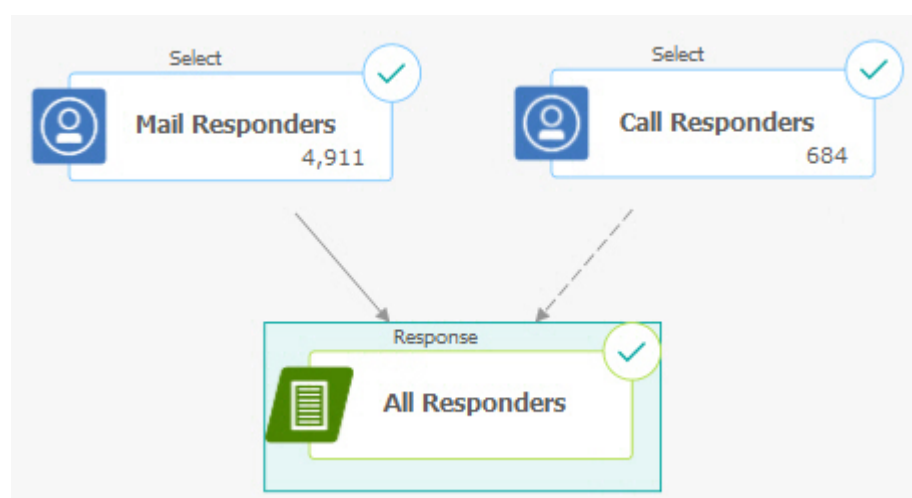 Select
Mail Responders
4,911
Select
Call Responders
684
Response
All Responders